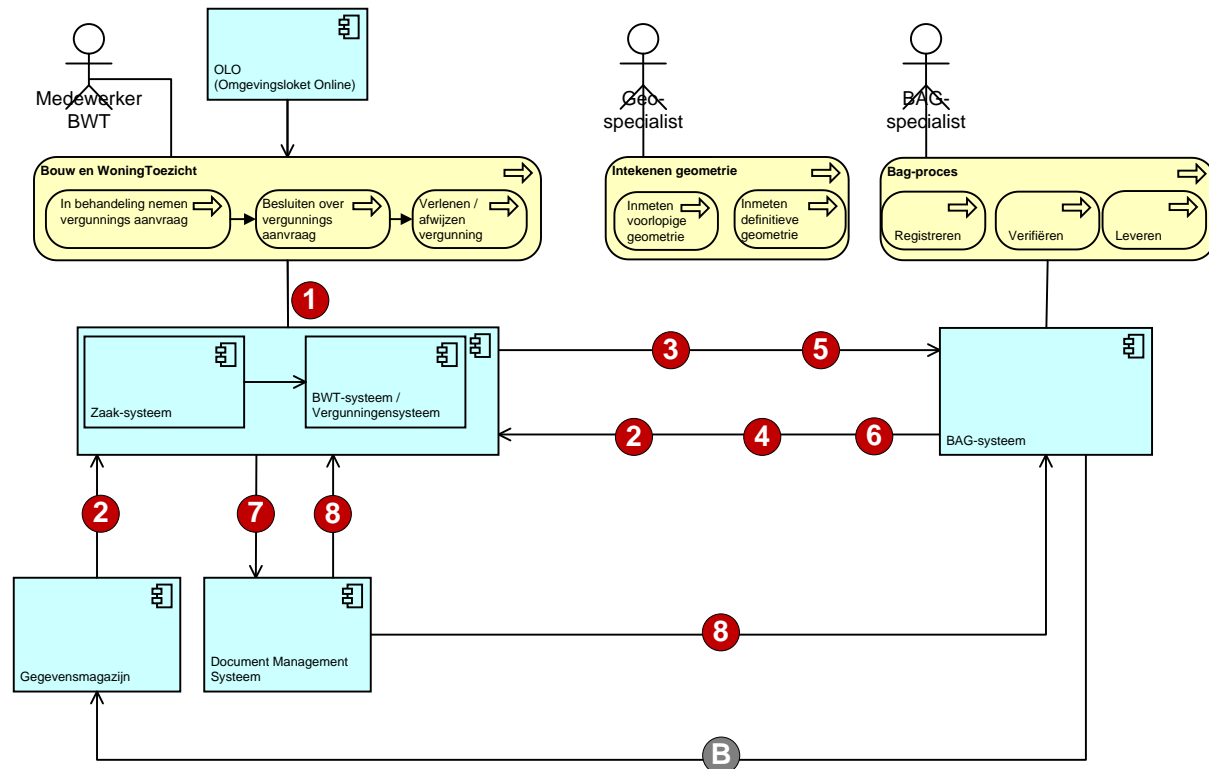 OLO
(Omgevingsloket Online)
Medewerker
BWT
Geo-
specialist
BAG-
specialist
Bouw en WoningToezicht
In behandeling nemen
vergunnings aanvraag
Besluiten over
vergunnings
aanvraag
Verlenen /
afwijzen
vergunning
Intekenen geometrie
Inmeten
voorlopige
geometrie
Inmeten
definitieve
geometrie
Bag-proces
Registreren
Verifiëren
Leveren
1
Zaak-systeem
BWT-systeem /
Vergunningensysteem
3
5
2
4
6
BAG-systeem
2
7
8
Gegevensmagazijn
Document Management
Systeem
8
B